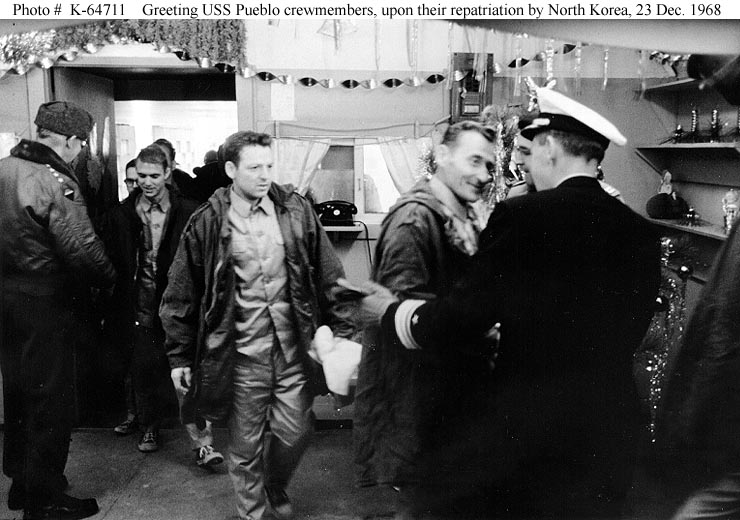 Photo # K-64711 Greeting USS Pueblo crewmembers, upon their repatriation by North Korea, 23 Dec. 1968